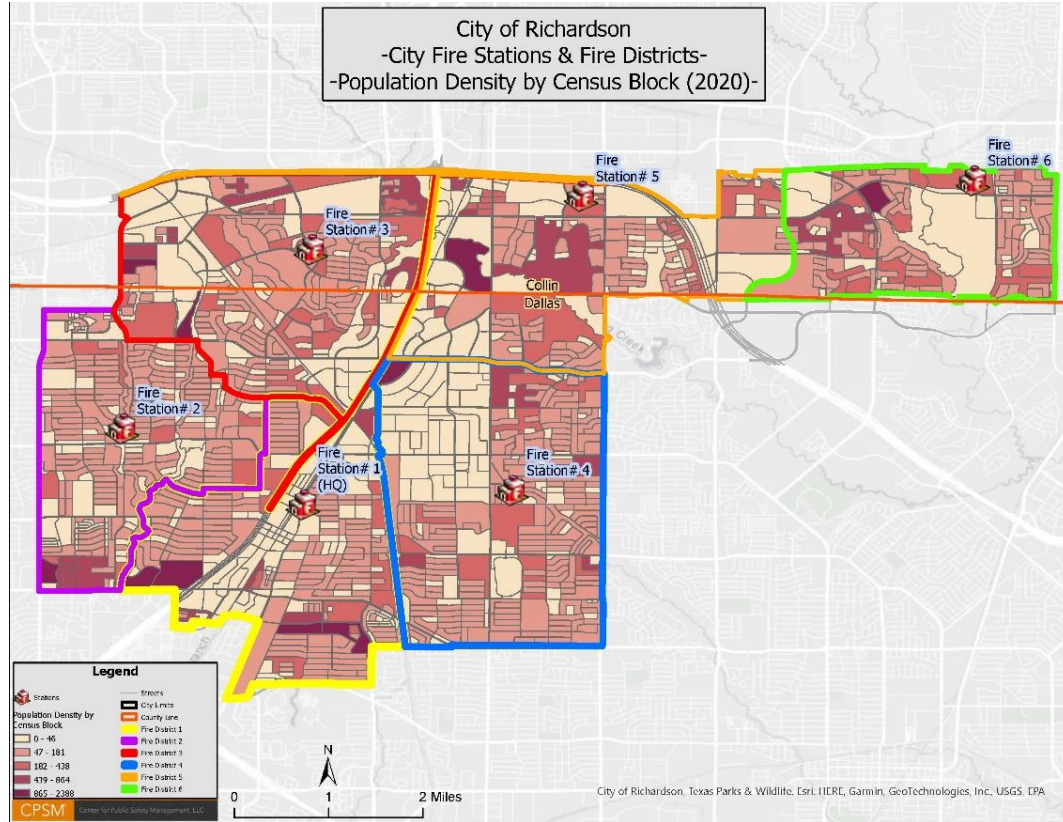 City of Richardson
-City Fire Stations & Fire Districts-
-Population Density by Census Block (2020)-
Fire
Station# 6
Fire
Station# 5
Fire
Station# 3
Collin
Dallas
Creek
Fire
Station# 2
Fire
Station# 1
(HQ)
Fire
Station# 4
Legend
Stations
Population Density by
Census Block
0 - 46
47 - 181
182 - 438
439 - 864
865 - 2388
Streets
City Limits
County Line
Fire District 1
Fire District 2
Fire District 3
Fire District 4
Fire District 5
Fire District 6
CPSM
Center for Public Safety Management, LLC
N
0 1 2 Miles
City of Richardson, Texas Parks & Wildlife, Esri, HERE, Garmin, GeoTechnologies, Inc., USGS, EPA